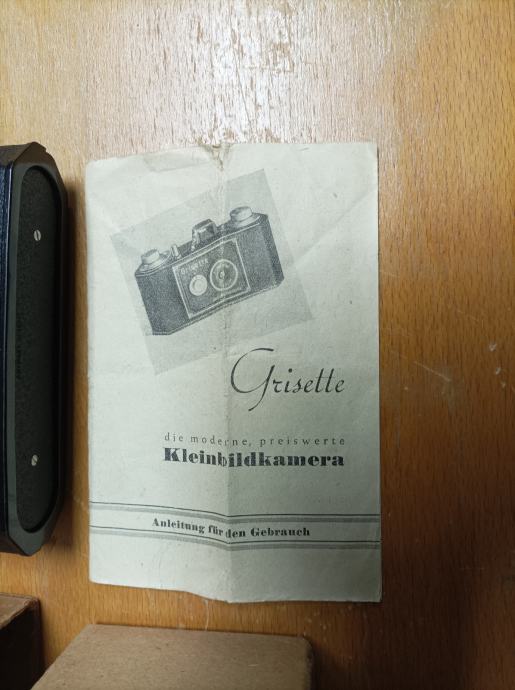 Grisette
die moderne, preiswerte
Kleinbildkamera
Anleitung für den Gebrauch